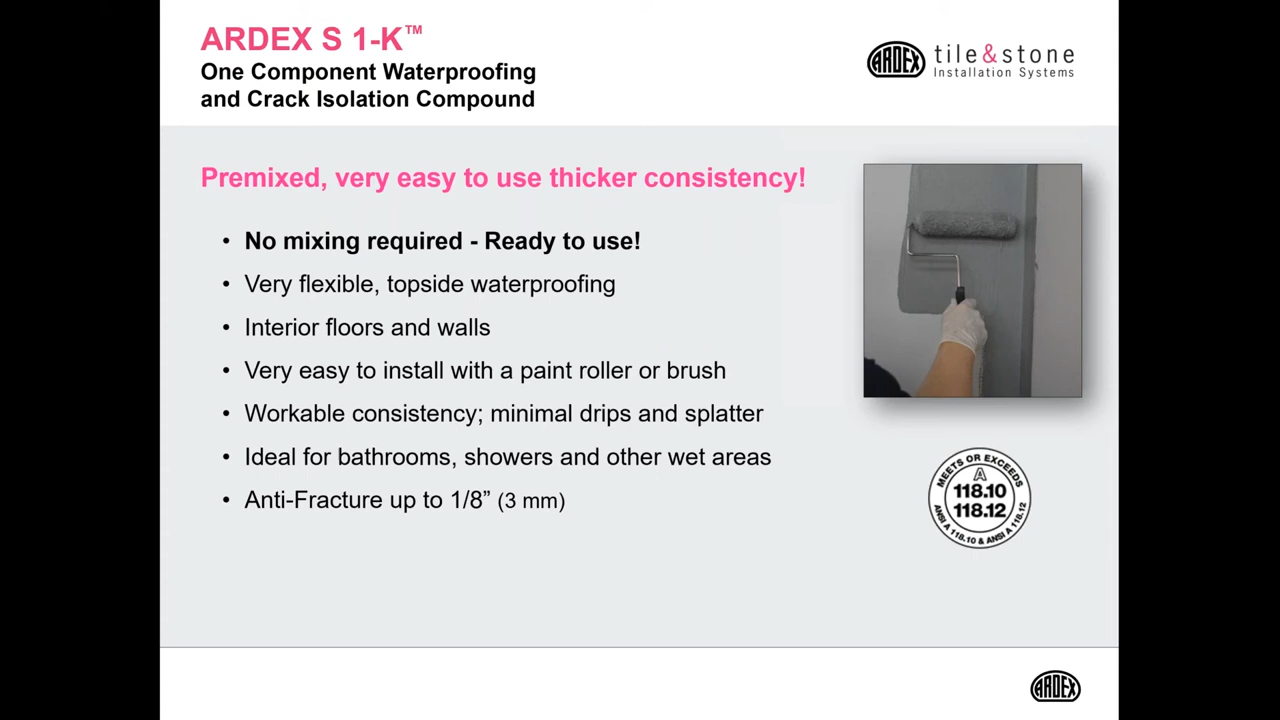 ARDEX S 1-K™
One Component Waterproofing
and Crack Isolation Compound
ARDEX
tile&stone
Installation Systems
Premixed, very easy to use thicker consistency!
• No mixing required - Ready to use!
• Very flexible, topside waterproofing
• Interior floors and walls
• Very easy to install with a paint roller or brush
• Workable consistency; minimal drips and splatter
• Ideal for bathrooms, showers and other wet areas
• Anti-Fracture up to 1/8” (3 mm)
MEETS OR EXCEEDS
A
118.10
118.12
ANSI A 118.10 & ANSI A 118.12
ARDEX